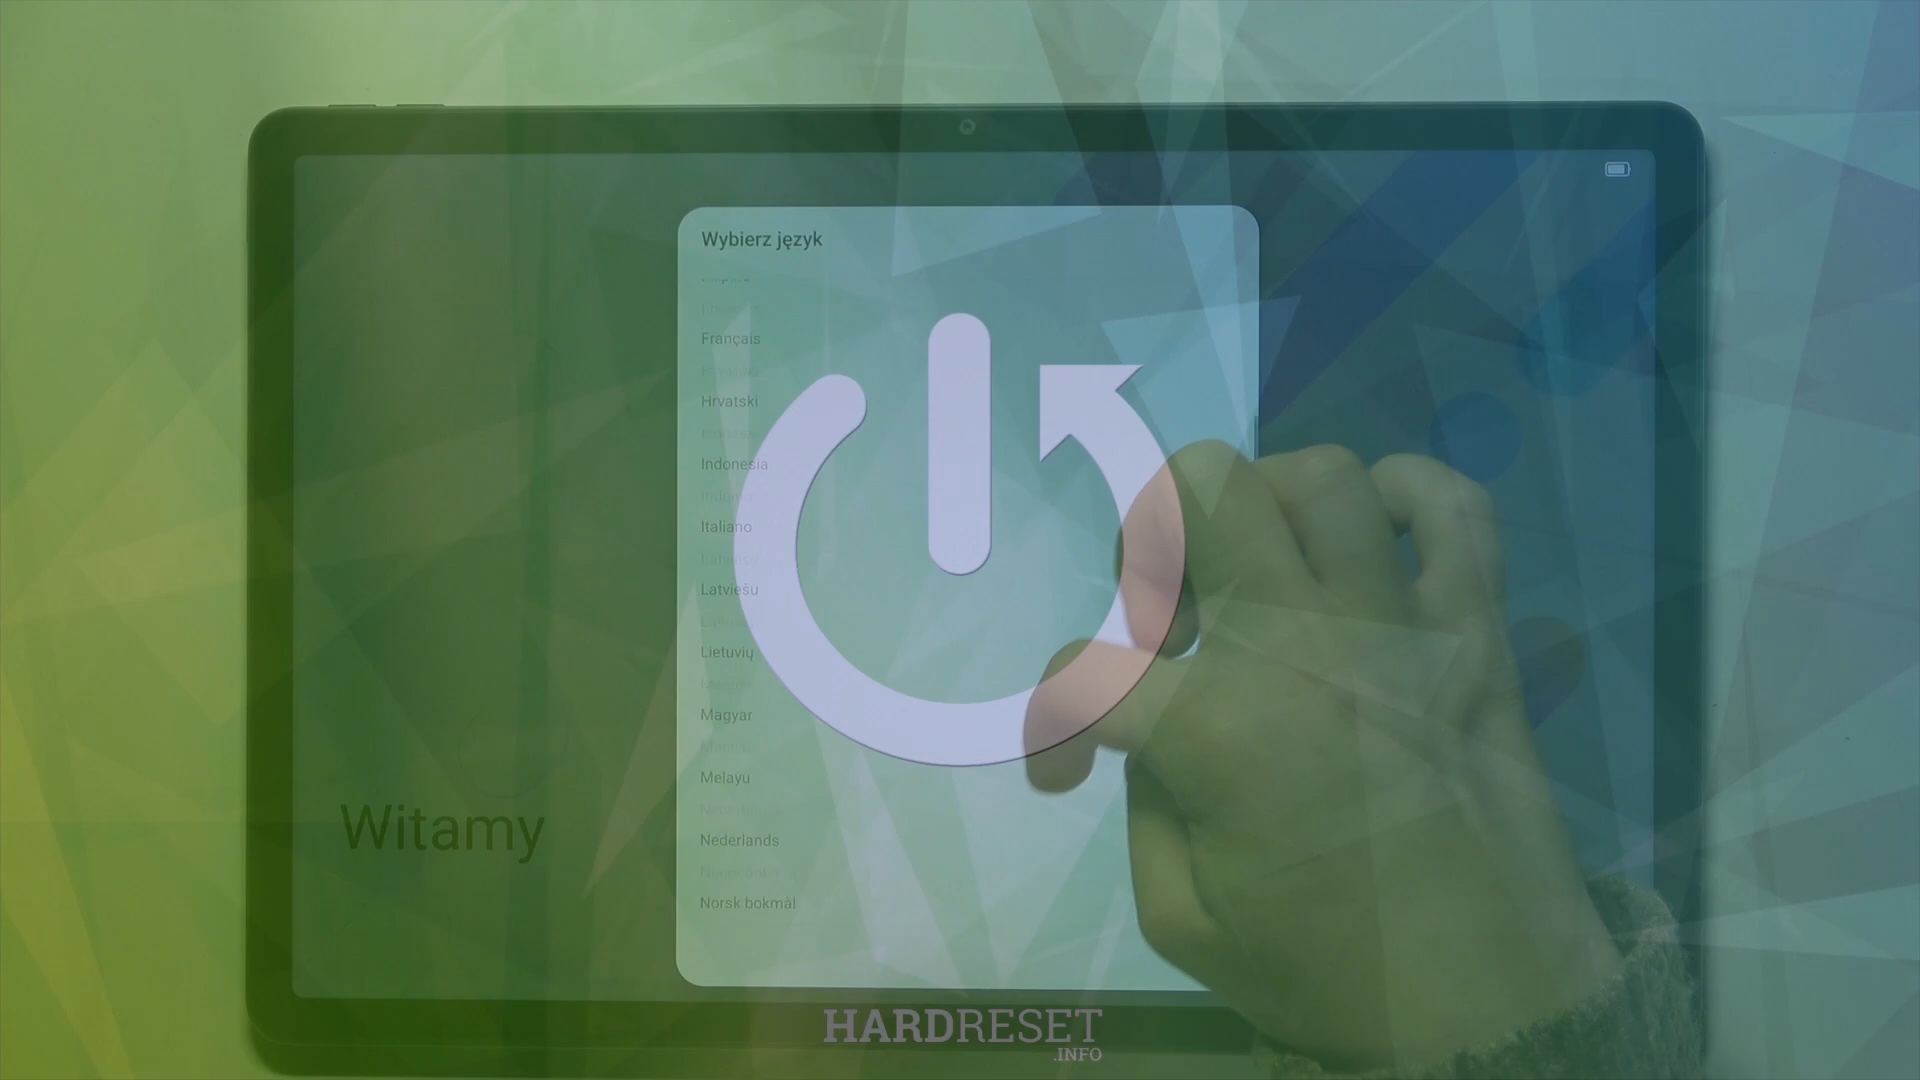 Wybierz język
Français
Hrvatski
Indonesia
Italiano
Latviešu
Lietuvių
Magyar
Melayu
Nederlands
Norsk bokmål
Witamy
HARDRESET
.INFO